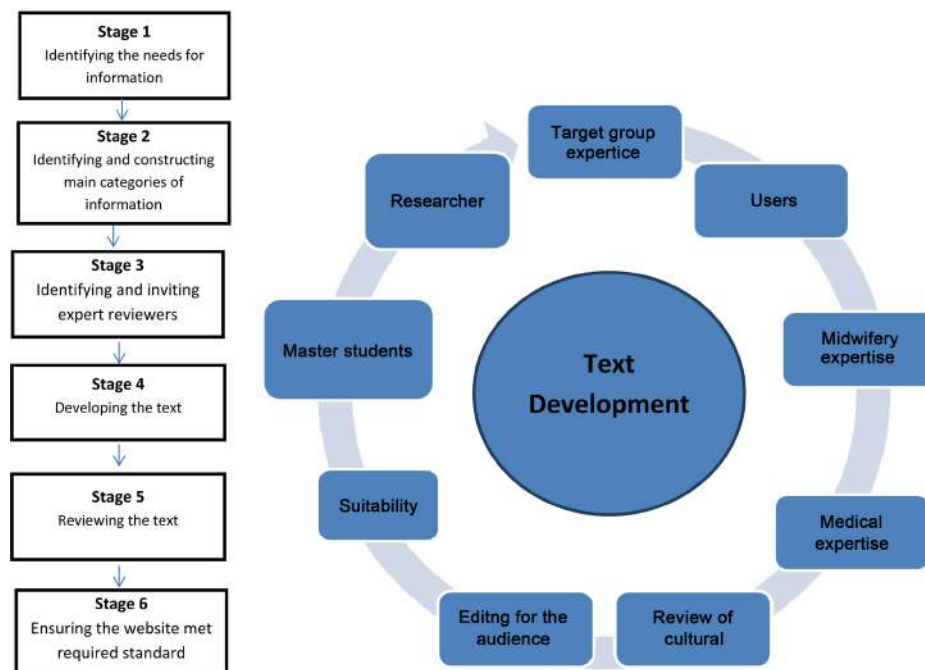 Stage 1
Identifying the needs for
information
Stage 2
Identifying and constructing
main categories of
information
Stage 3
Identifying and inviting
expert reviewers
Stage 4
Developing the text
Stage 5
Reviewing the text
Stage 6
Ensuring the website met
required standard
Target group
expertice
Users
Midwifery
expertise
Medical
expertise
Review of
cultural
Editng for the
audience
Suitability
Master students
Researcher
Text
Development